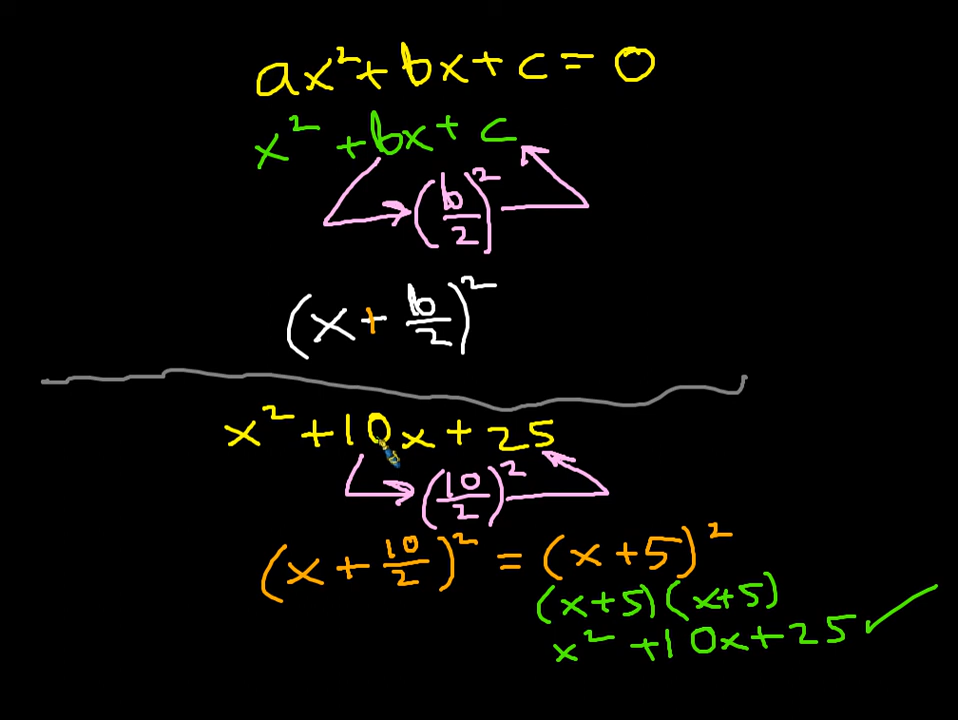 ax²+bx+c=0
x²+bx+c
(b/2)²
(x+b/2)²
x²+10x+25
(10/2)²
(x+10/2)²=(x+5)²
(x+5)(x+5)
x²+10x+25✓